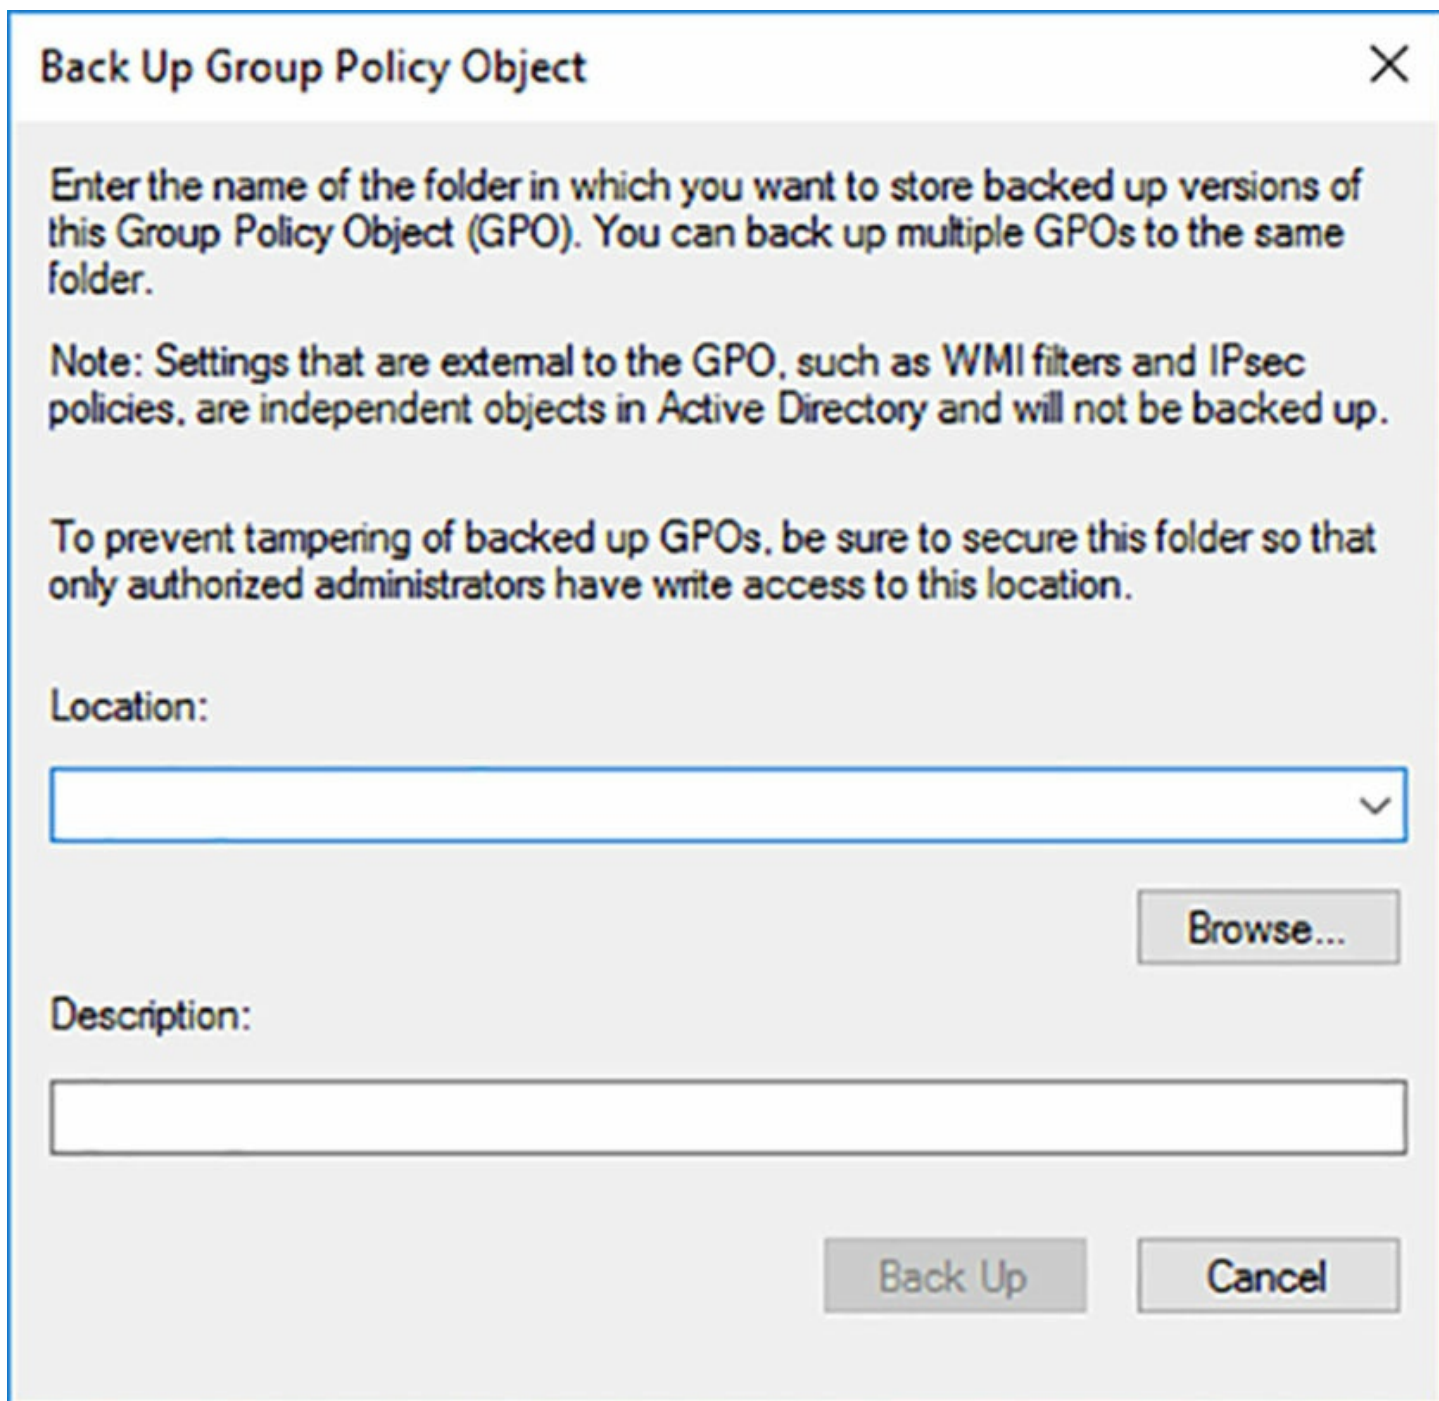 Back Up Group Policy Object
Enter the name of the folder in which you want to store backed up versions of
this Group Policy Object (GPO). You can back up multiple GPOs to the same
folder.
Note: Settings that are external to the GPO, such as WMI filters and IPsec
policies, are independent objects in Active Directory and will not be backed up.
To prevent tampering of backed up GPOs, be sure to secure this folder so that
only authorized administrators have write access to this location.
Location:
Browse...
Description:
Back Up
Cancel